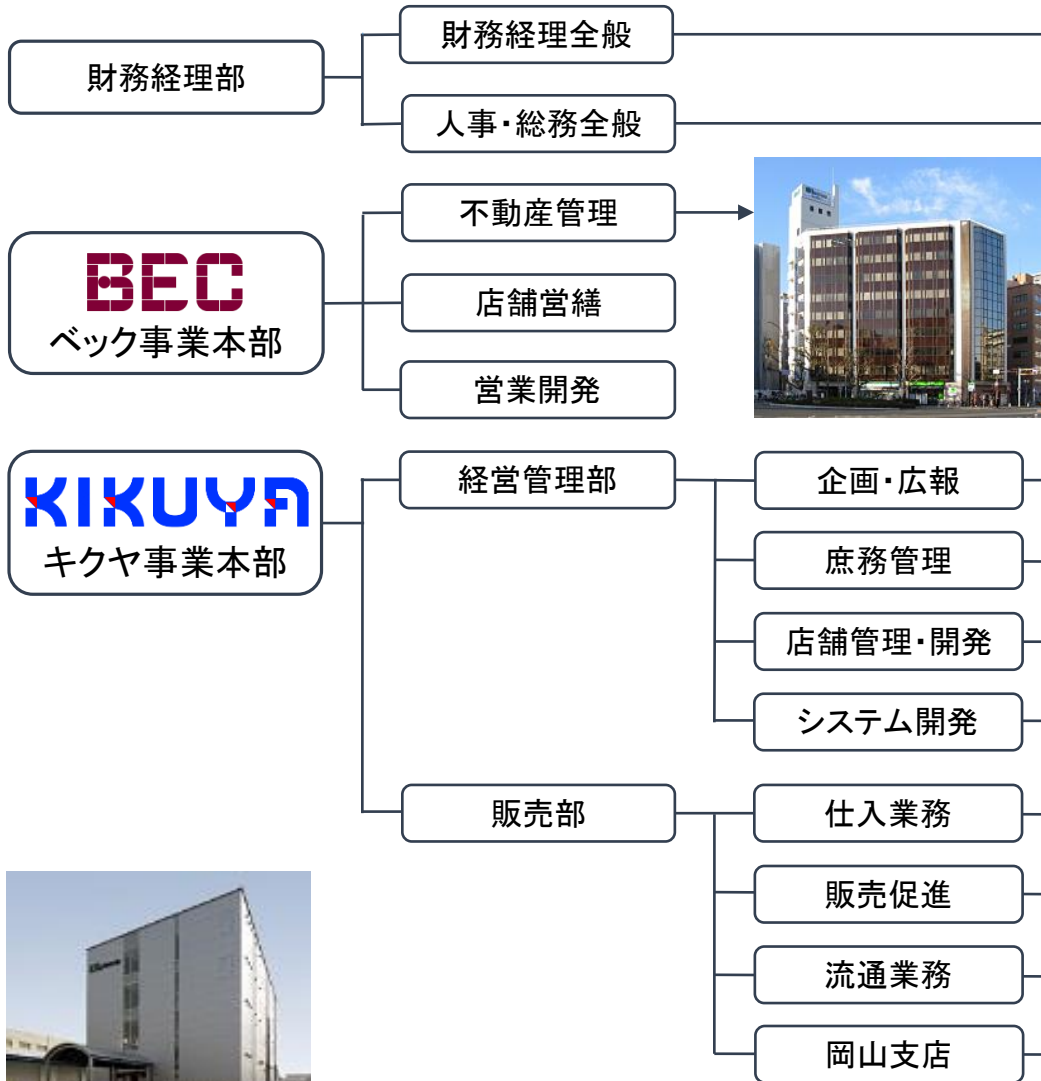 財務経理部
財務経理全般
人事・総務全般
BEC
ベック事業本部
不動産管理
店舗営繕
営業開発
KIKUYA
キクヤ事業本部
経営管理部
企画・広報
庶務管理
店舗管理・開発
システム開発
販売部
仕入業務
販売促進
流通業務
岡山支店